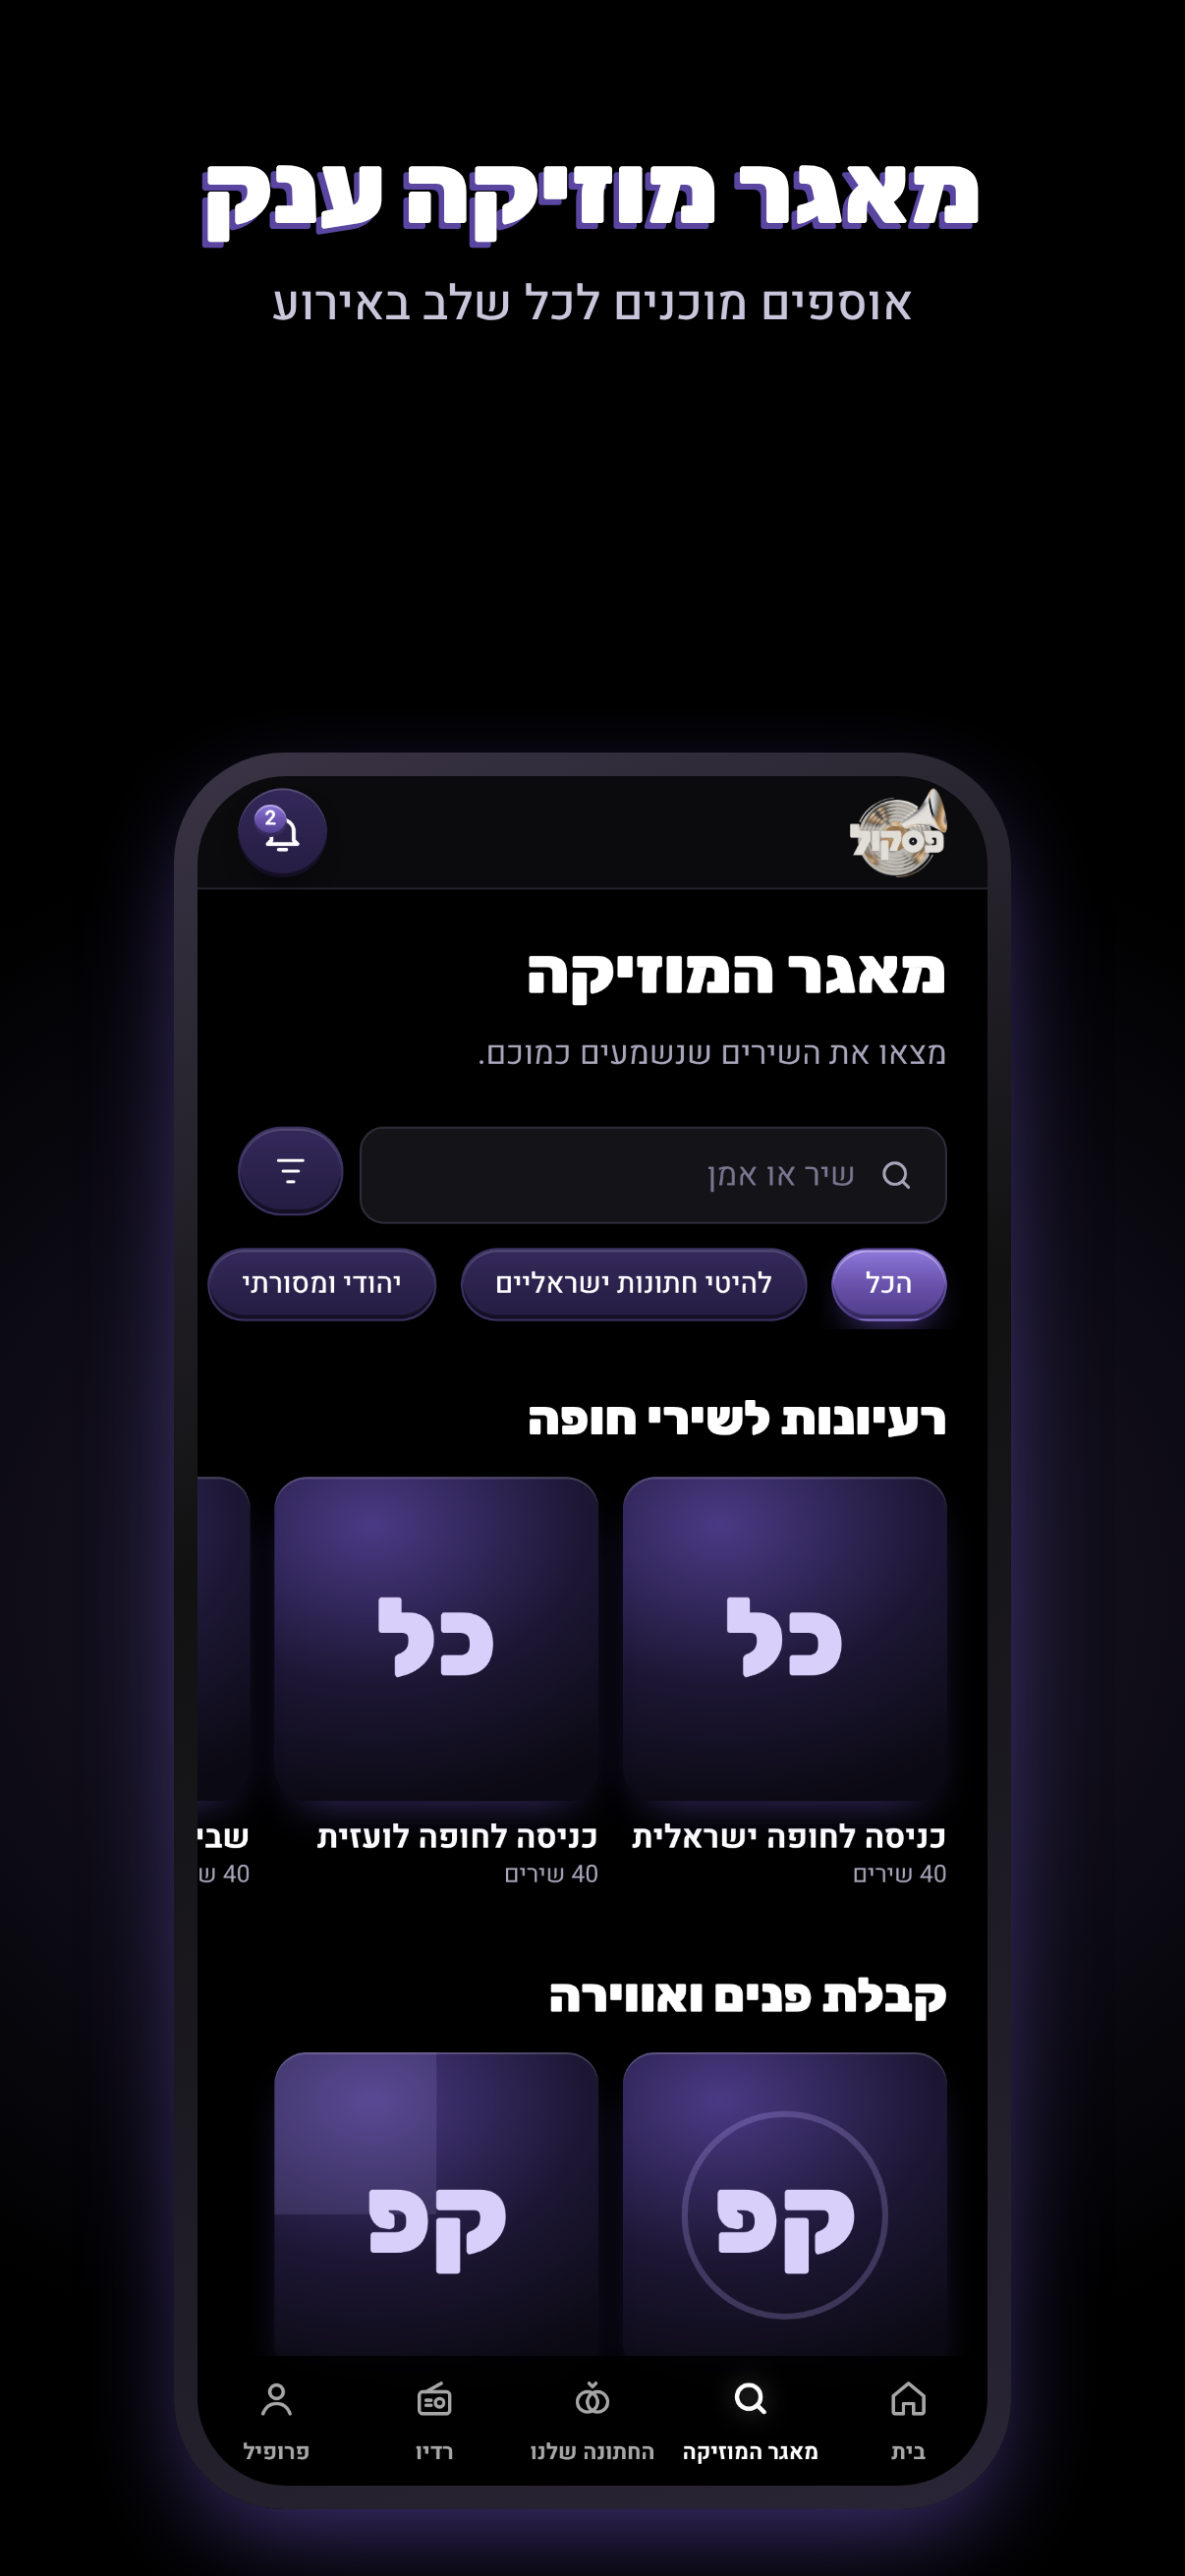 מאגר מוזיקה ענק
אוספים מוכנים לכל שלב באירוע
פסקול
2
מאגר המוזיקה
מצאו את השירים שנשמעים כמוכם.
שיר או אמן
הכל
להיטי חתונות ישראליים
יהודי ומסורתי
רעיונות לשירי חופה
כל
כל
כניסה לחופה ישראלית
40 שירים
כניסה לחופה לועזית
40 שירים
שבי
40 ש
קבלת פנים ואווירה
קפ
קפ
בית
מאגר המוזיקה
החתונה שלנו
רדיו
פרופיל